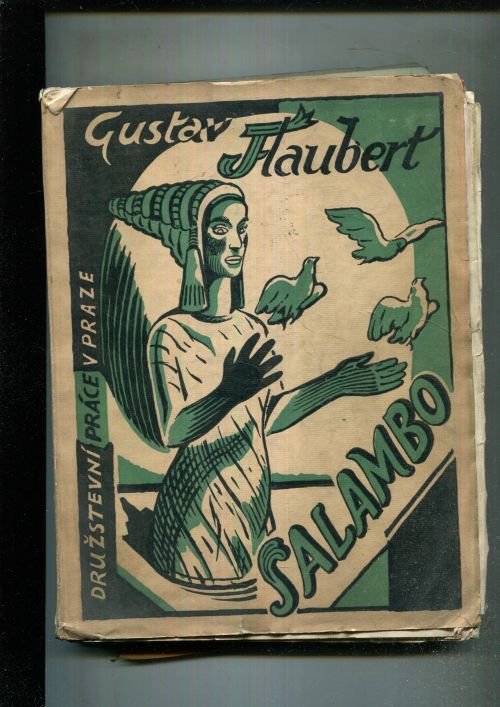 Gustav Flaubert
SALAMBO
DRUŽSTEVNÍ PRÁCE V PRAZE